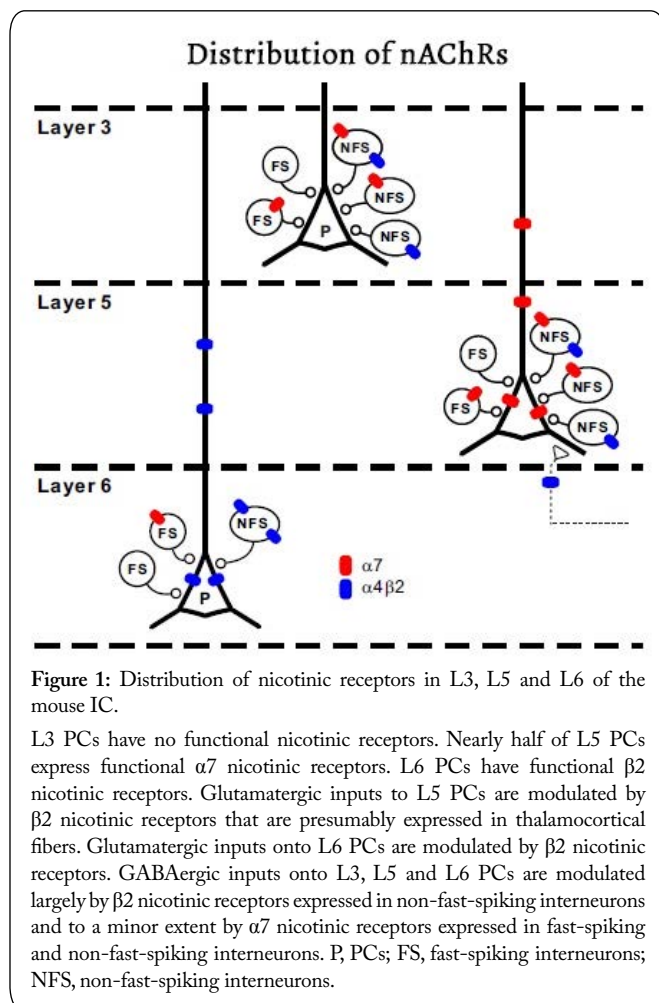 Distribution of nAChRs
Layer 3
NFS
FS
NFS
FS
P
NFS
Layer 5
NFS
FS
NFS
FS
NFS
Layer 6
FS
NFS
α7
FS
α4β2
P
Figure 1: Distribution of nicotinic receptors in L3, L5 and L6 of the
mouse IC.
L3 PCs have no functional nicotinic receptors. Nearly half of L5 PCs
express functional α7 nicotinic receptors. L6 PCs have functional β2
nicotinic receptors. Glutamatergic inputs to L5 PCs are modulated by
β2 nicotinic receptors that are presumably expressed in thalamocortical
fibers. Glutamatergic inputs onto L6 PCs are modulated by β2 nicotinic
receptors. GABAergic inputs onto L3, L5 and L6 PCs are modulated
largely by β2 nicotinic receptors expressed in non-fast-spiking interneurons
and to a minor extent by α7 nicotinic receptors expressed in fast-spiking
and non-fast-spiking interneurons. P, PCs; FS, fast-spiking interneurons;
NFS, non-fast-spiking interneurons.